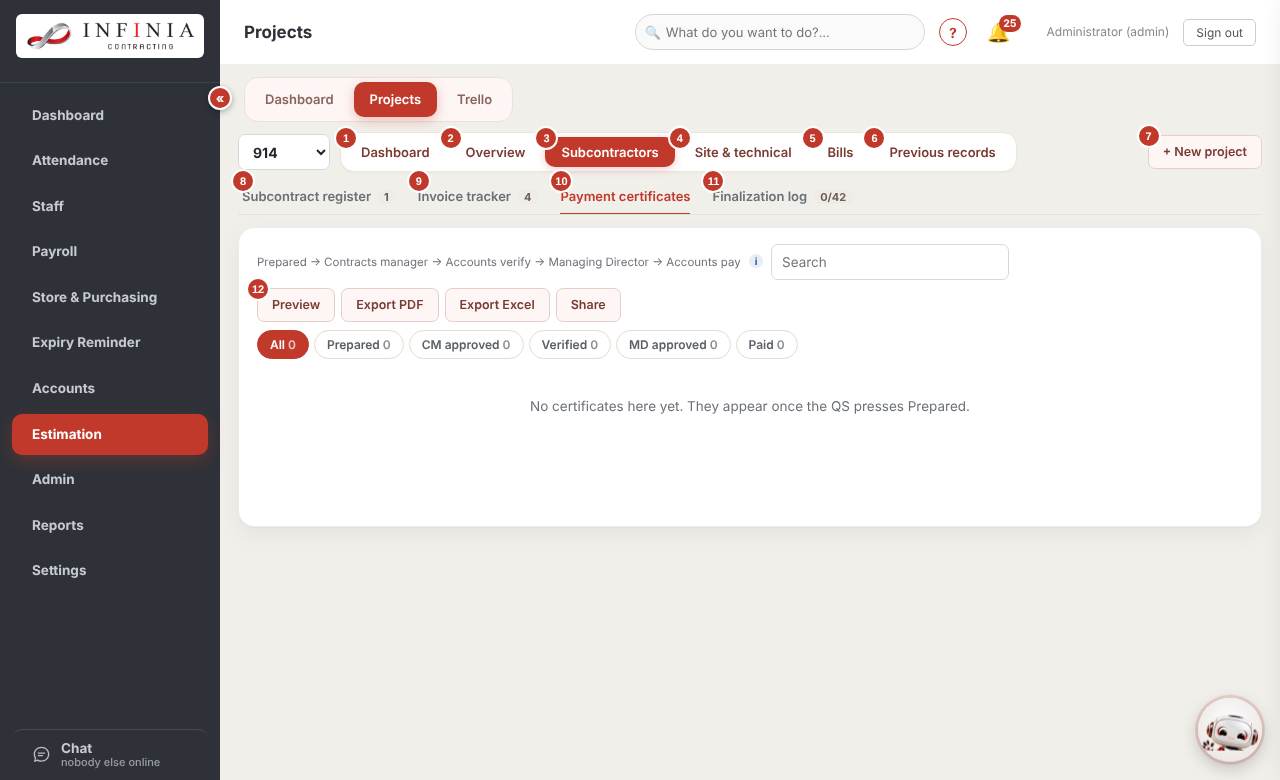 INFINIA
CONTRACTING
Projects
🔍 What do you want to do?...
?
25
Administrator (admin)
Sign out
«
Dashboard
Attendance
Staff
Payroll
Store & Purchasing
Expiry Reminder
Accounts
Estimation
Admin
Reports
Settings
Chat
nobody else online
Dashboard Projects Trello
914
1 Dashboard
2 Overview
3 Subcontractors
4 Site & technical
5 Bills
6 Previous records
7 + New project
8 Subcontract register 1
9 Invoice tracker 4
10 Payment certificates
11 Finalization log 0/42
Prepared → Contracts manager → Accounts verify → Managing Director → Accounts pay i
Search
12 Preview Export PDF Export Excel Share
All 0 Prepared 0 CM approved 0 Verified 0 MD approved 0 Paid 0
No certificates here yet. They appear once the QS presses Prepared.